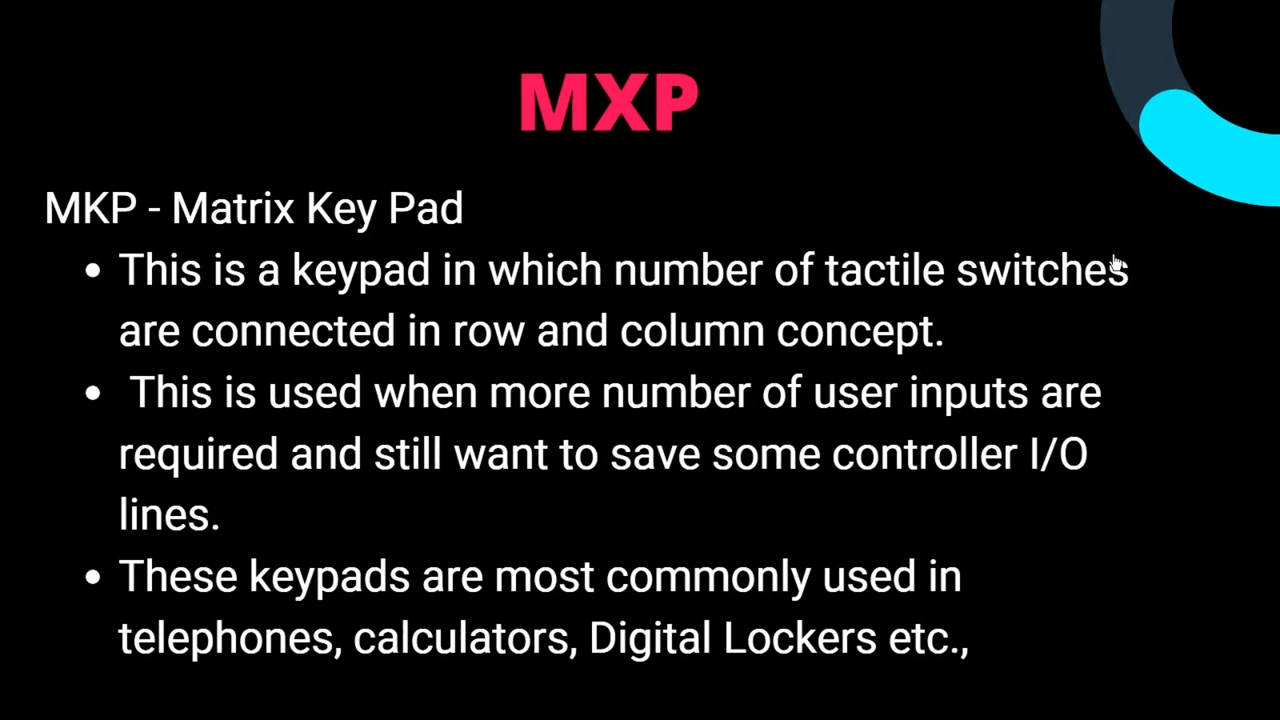 MXP
MKP - Matrix Key Pad
• This is a keypad in which number of tactile switches
are connected in row and column concept.
• This is used when more number of user inputs are
required and still want to save some controller I/O
lines.
• These keypads are most commonly used in
telephones, calculators, Digital Lockers etc.,